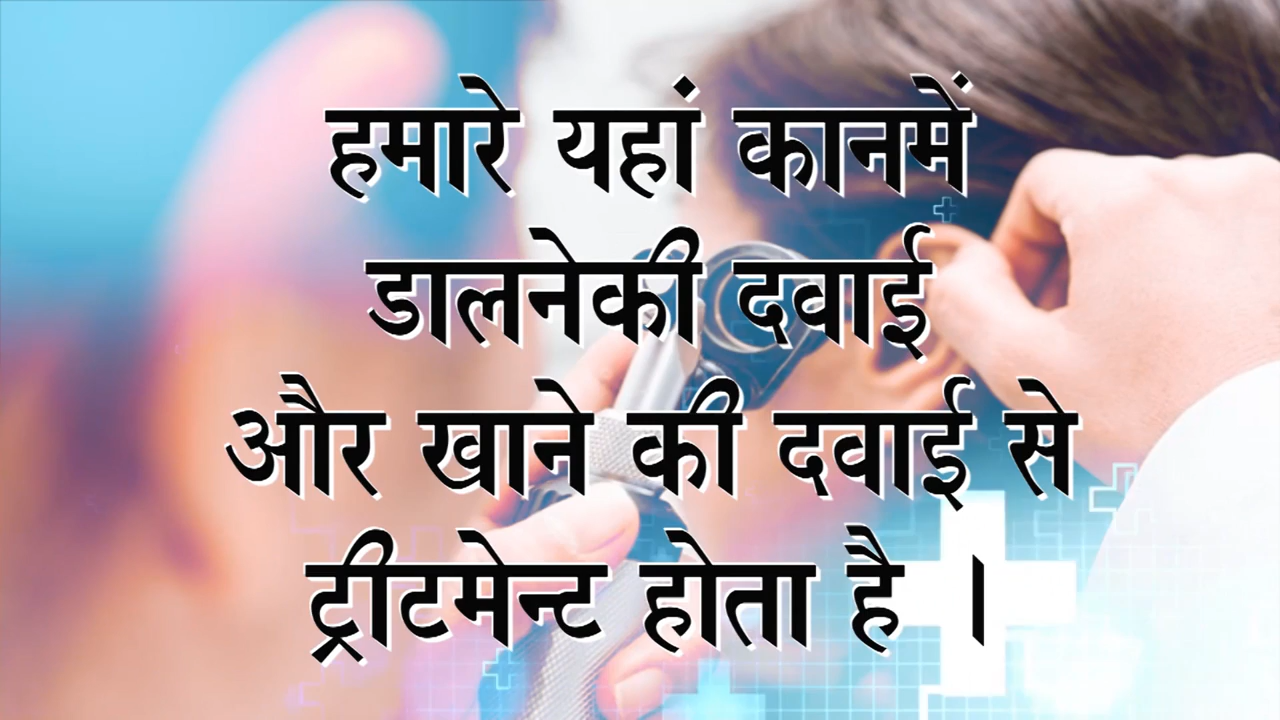 हमारे यहां कानमें
डालनेकी दवाई
और खाने की दवाई से
ट्रीटमेन्ट होता है ।